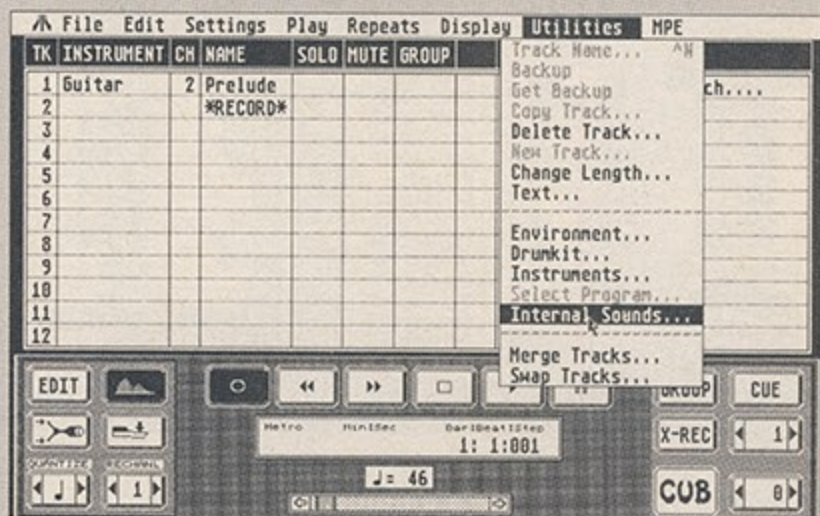 File Edit Settings Play Repeats Display Utilities MPE
TK INSTRUMENT CH NAME SOLO MUTE GROUP
1 Guitar 2 Prelude
2 *RECORD*
3
4
5
6
7
8
9
10
11
12
ch....
Track Name... ^N
Backup
Get Backup
Copy Track...
Delete Track...
New Track...
Change Length...
Text...
Environment...
Drumkit...
Instruments...
Select Program...
Internal Sounds...
Merge Tracks...
Swap Tracks...
EDIT
GROUP CUE
Metro Min:Sec Bar:Beat:Step
1: 1:001
X-REC 1
QUANTIZE RECHANL
♩ 1
♩= 46
CUB 0